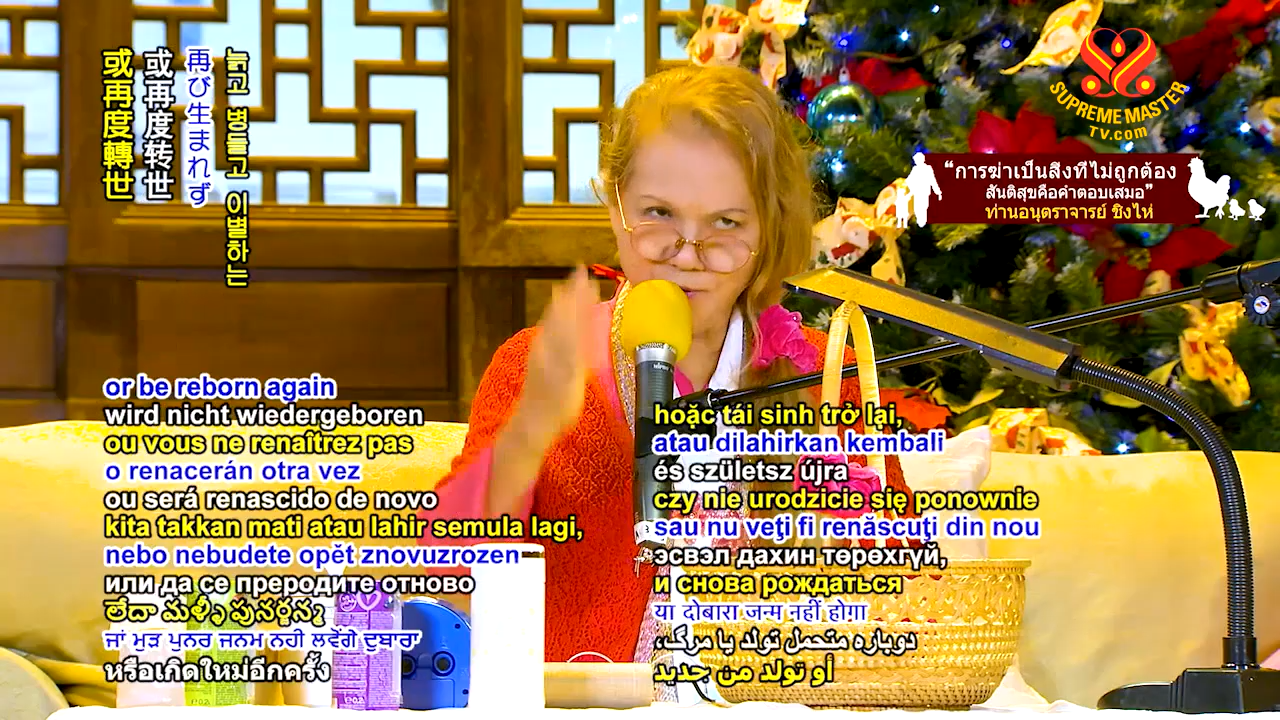 或再度轉世
或再度转世
再び生まれず
늙고 병들고 이별하는
SUPREME MASTER
TV.com
“การฆ่าเป็นสิ่งที่ไม่ถูกต้อง
สันติสุขคือคำตอบเสมอ”
ท่านอนุตราจารย์ ชิงไห่
or be reborn again
wird nicht wiedergeboren
ou vous ne renaîtrez pas
o renacerán otra vez
ou será renascido de novo
kita takkan mati atau lahir semula lagi,
nebo nebudete opět znovuzrozen
или да се преродите отново
లేదా మళ్ళీ పునర్జన్మ
ਜਾਂ ਮੁੜ ਪੁਨਰ ਜਨਮ ਨਹੀ ਲਵੋਂਗੇ ਦੁਬਾਰਾ
หรือเกิดใหม่อีกครั้ง
hoặc tái sinh trở lại,
atau dilahirkan kembali
és születsz újra
czy nie urodzicie się ponownie
sau nu veţi fi renăscuţi din nou
эсвэл дахин төрөхгүй,
и снова рождаться
या दोबारा जन्म नहीं होगा
دوباره متحمل تولد یا مرگ،
أو تولد من جديد